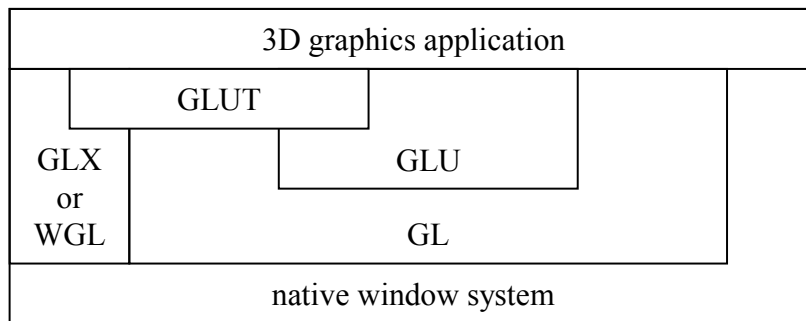 3D graphics application
GLUT
GLX
or
WGL
GLU
GL
native window system